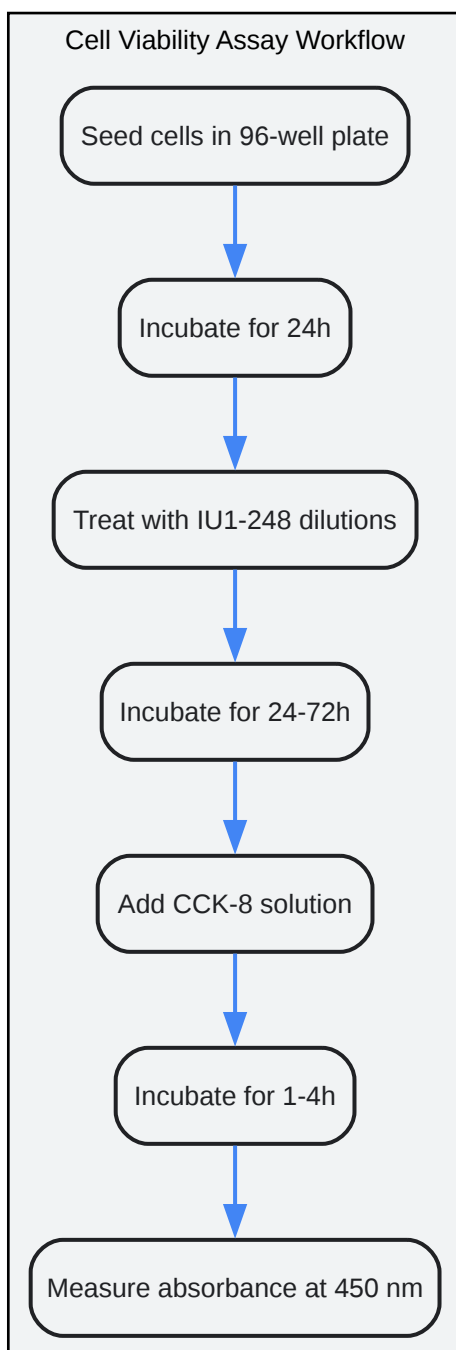 Cell Viability Assay Workflow
Seed cells in 96-well plate
Incubate for 24h
Treat with IU1-248 dilutions
Incubate for 24-72h
Add CCK-8 solution
Incubate for 1-4h
Measure absorbance at 450 nm